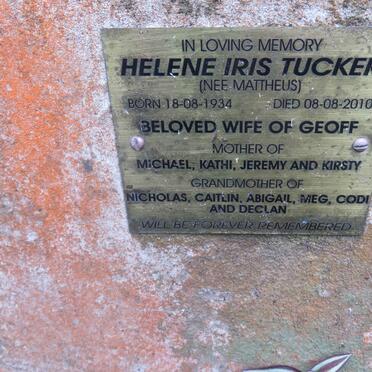 IN LOVING MEMORY
HELENE IRIS TUCKER
(NEE MATTHEUS)
BORN 18-08-1934 DIED 08-08-2010
BELOVED WIFE OF GEOFF
MOTHER OF
MICHAEL, KATHI, JEREMY AND KIRSTY
GRANDMOTHER OF
NICHOLAS, CAITLIN, ABIGAIL, MEG, CODI
AND DECLAN
WILL BE FOREVER REMEMBERED